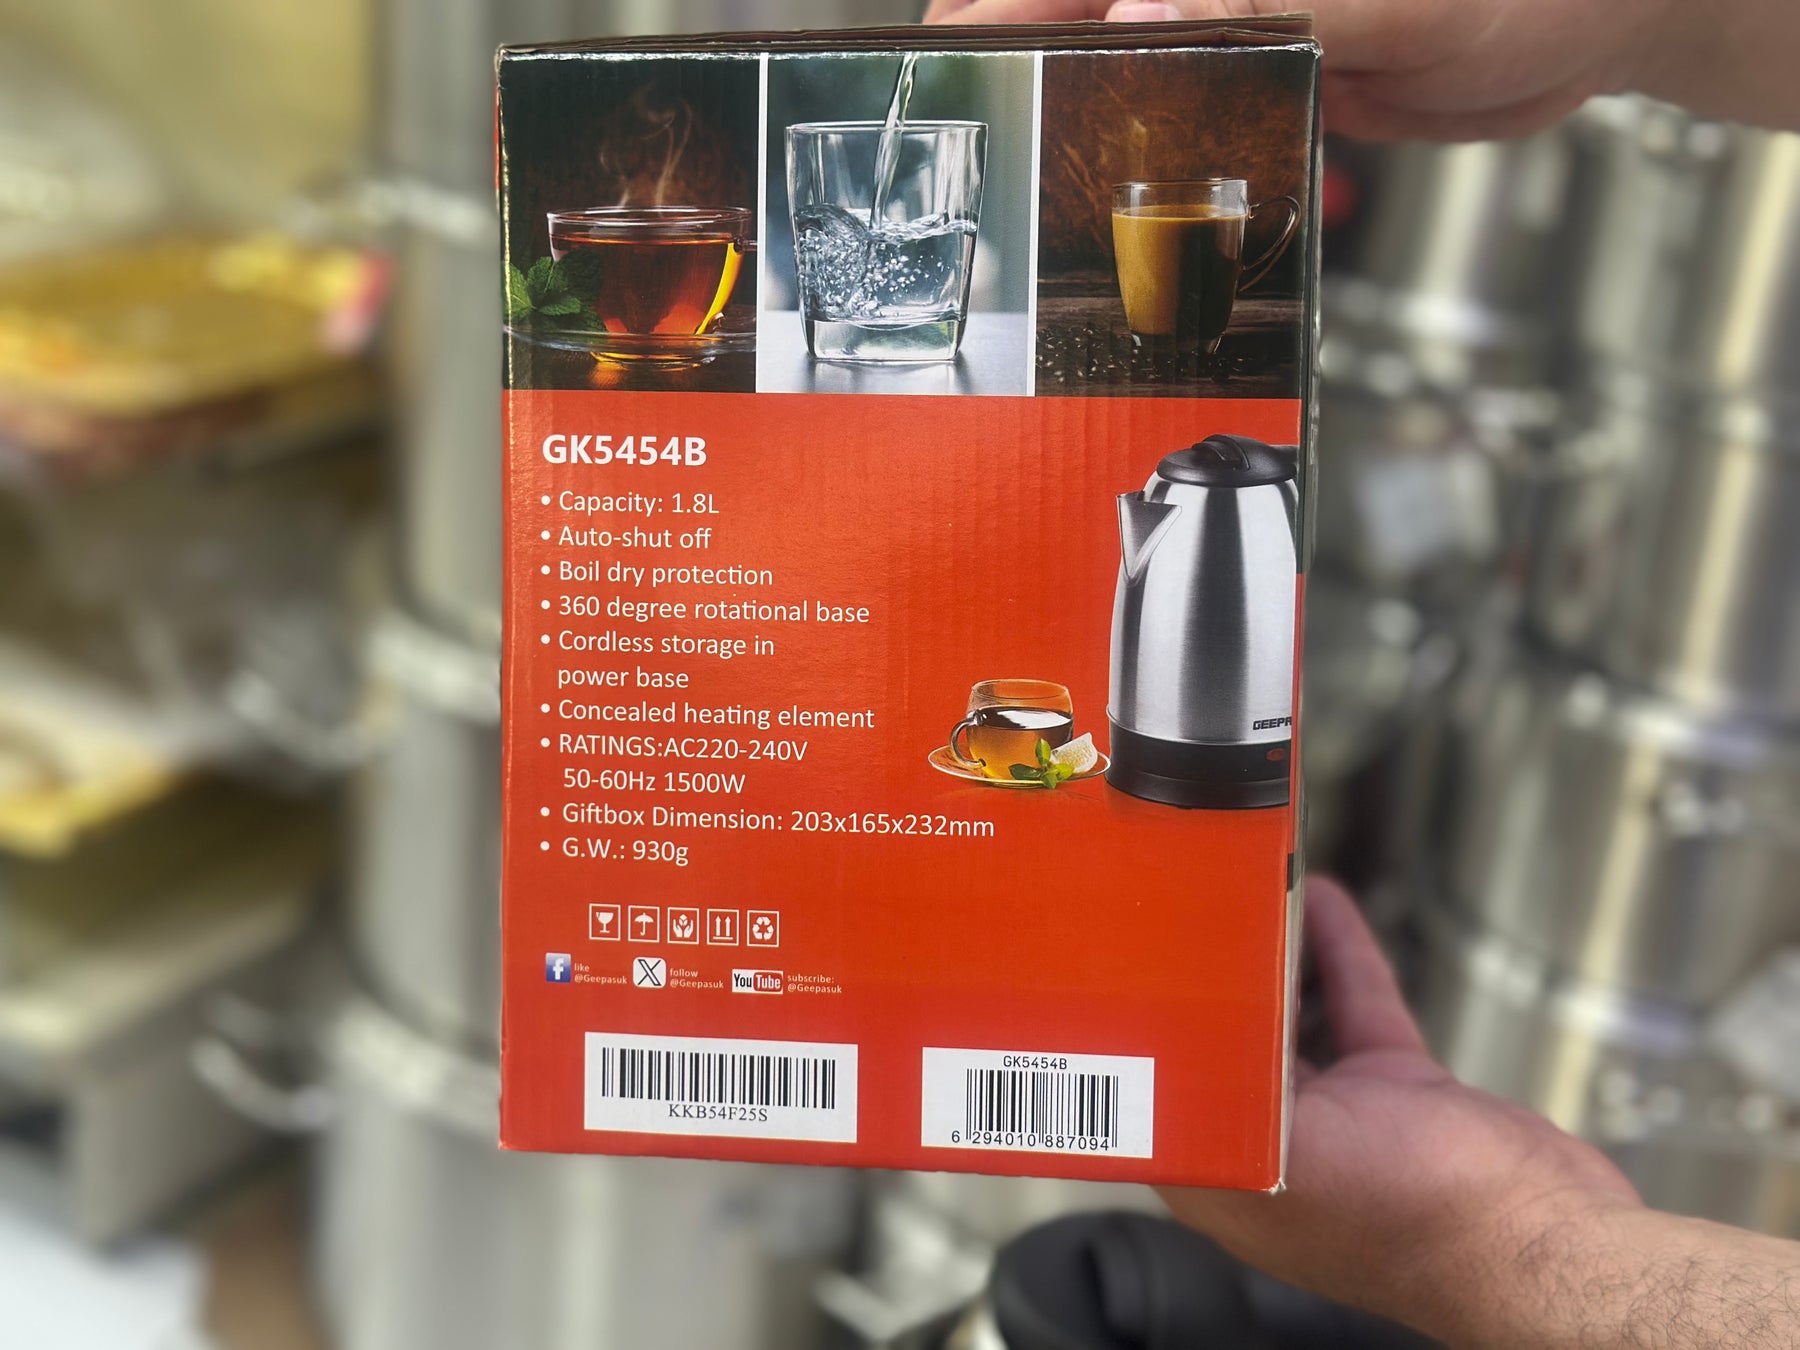 GK5454B
• Capacity: 1.8L
• Auto-shut off
• Boil dry protection
• 360 degree rotational base
• Cordless storage in
power base
• Concealed heating element
• RATINGS:AC220-240V
50-60Hz 1500W
• Giftbox Dimension: 203x165x232mm
• G.W.: 930g
GEEPA
f like
@Geepasuk
X follow
@Geepasuk
YouTube subscribe:
@Geepasuk
KKB54F25S
GK5454B
6 294010 887094